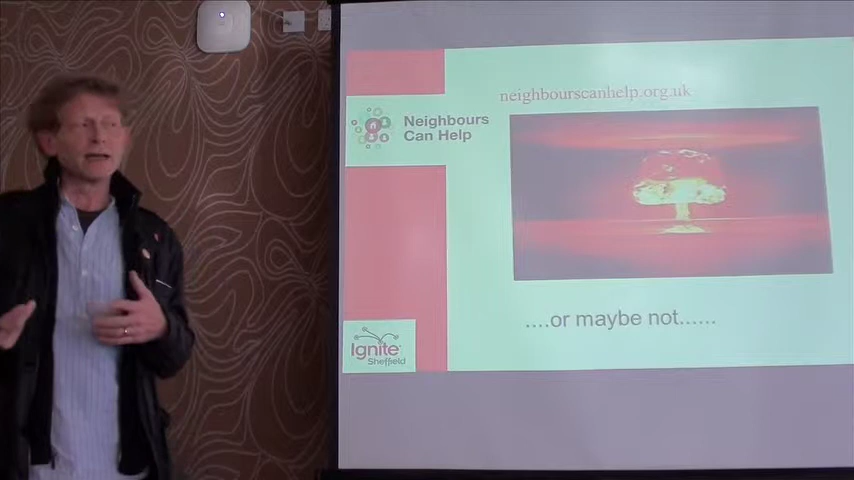 neighbourscanhelp.org.uk
Neighbours
Can Help
....or maybe not......
Ignite
Sheffield